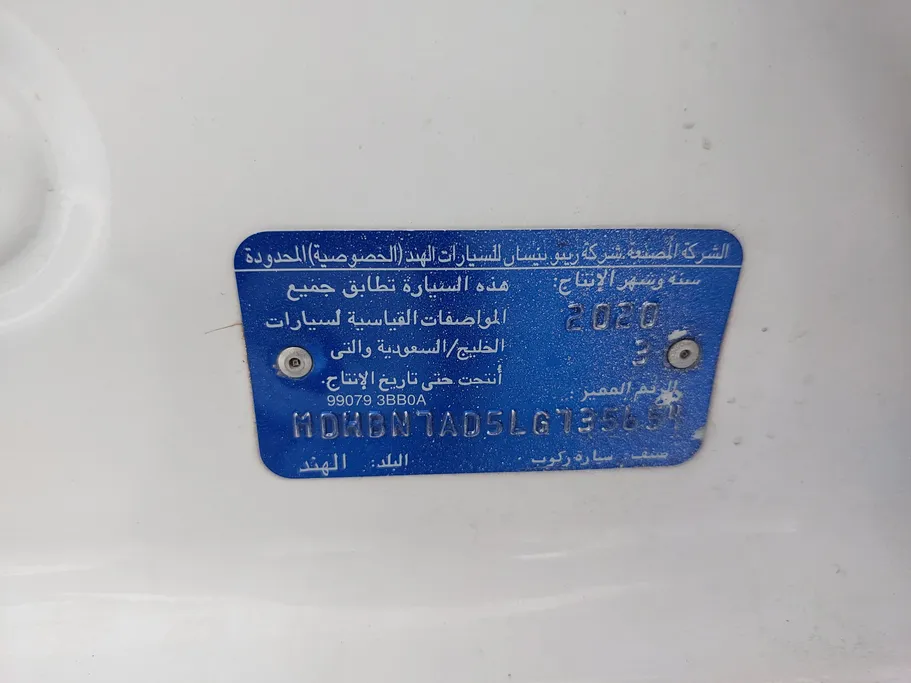 الشركة المصنعة: شركة رينو نيسان للسيارات الهند (الخصوصية) المحدودة
سنة وشهر الإنتاج:
2020
3
هذه السيارة تطابق جميع
المواصفات القياسية لسيارات
الخليج/السعودية والتى
أنتجت حتى تاريخ الإنتاج.
99079 3BB0A
الرقم المميز:
صنف: سيارة ركوب
البلد: الهند